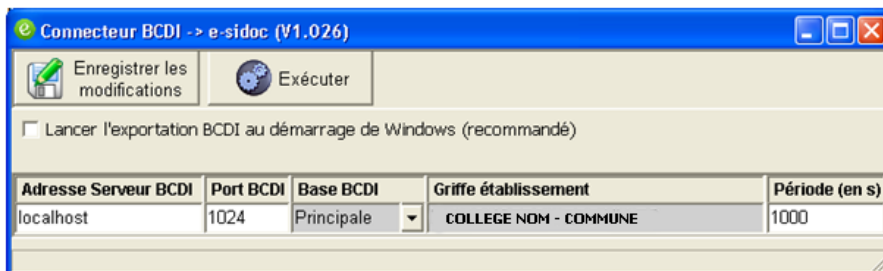 Connecteur BCDI -> e-sidoc (V1.026)
Enregistrer les
modifications
Exécuter
Lancer l'exportation BCDI au démarrage de Windows (recommandé)
Adresse Serveur BCDI Port BCDI Base BCDI Griffe établissement Période (en s)
localhost 1024 Principale COLLEGE NOM - COMMUNE 1000